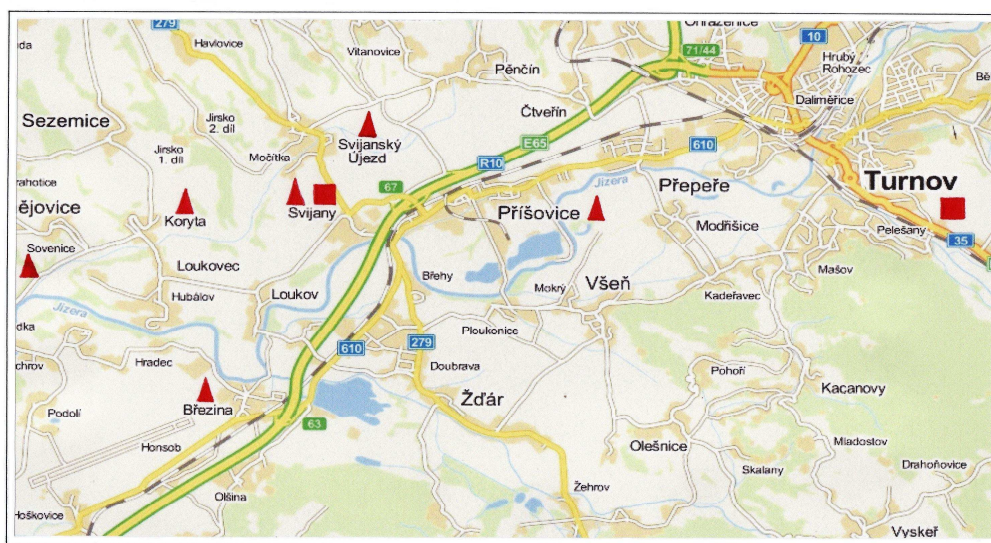 279
Ohrazenice
Havlovice
Vitanovice
10
71/44
Hrubý
Rohozec
Pěnčín
Sezemice
Jirsko
2. díl
Čtveřín
Daliměřice
Svijanský
Újezd
Jirsko
1. díl
Močítka
E65
R10
610
Jizera
67
Přepeře
Turnov
Koryta
Svijany
Příšovice
Modřišice
Pelešany
35
ějovice
Sovenice
Loukovec
Břehy
Všeň
Mašov
Mokrý
Hubálov
Loukov
Kadeřavec
Jizera
Ploukonice
610
279
Hradec
Doubrava
Pohoří
Kacanovy
Březina
Žďár
Podolí
63
Honsob
Olešnice
Mladostov
Skalany
Drahoňovice
Olšina
Žehrov
Hoškovice
Vyskeř